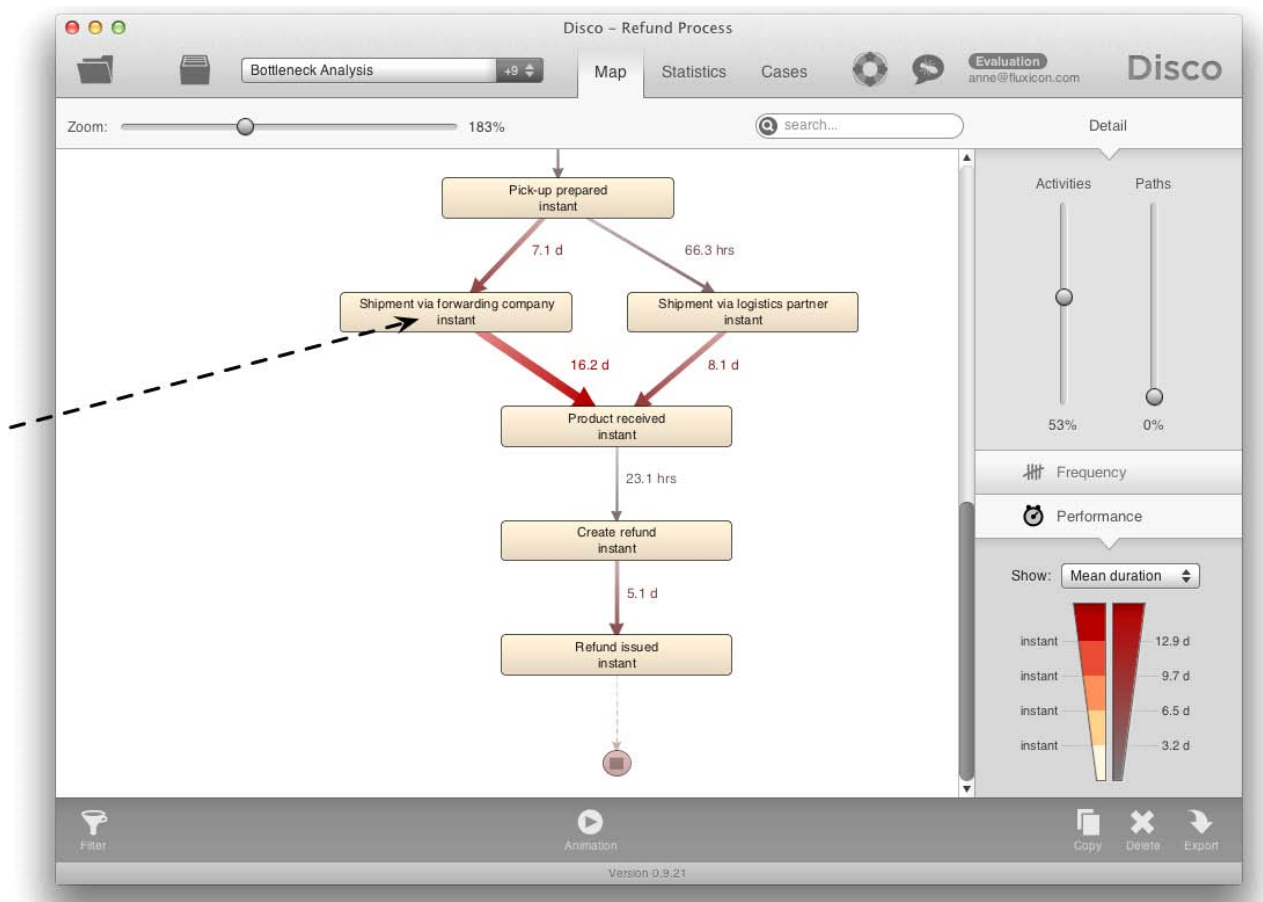 Disco – Refund Process
Bottleneck Analysis
+9
Map
Statistics
Cases
Evaluation
anne@fluxicon.com
Disco
Zoom:
183%
search...
Detail
Pick-up prepared
instant
7.1 d
66.3 hrs
Shipment via forwarding company
instant
Shipment via logistics partner
instant
16.2 d
8.1 d
Product received
instant
23.1 hrs
Create refund
instant
5.1 d
Refund issued
instant
Activities
Paths
53%
0%
Frequency
Performance
Show:
Mean duration
instant
12.9 d
instant
9.7 d
instant
6.5 d
instant
3.2 d
Filter
Animation
Copy
Delete
Export
Version 0.9.21